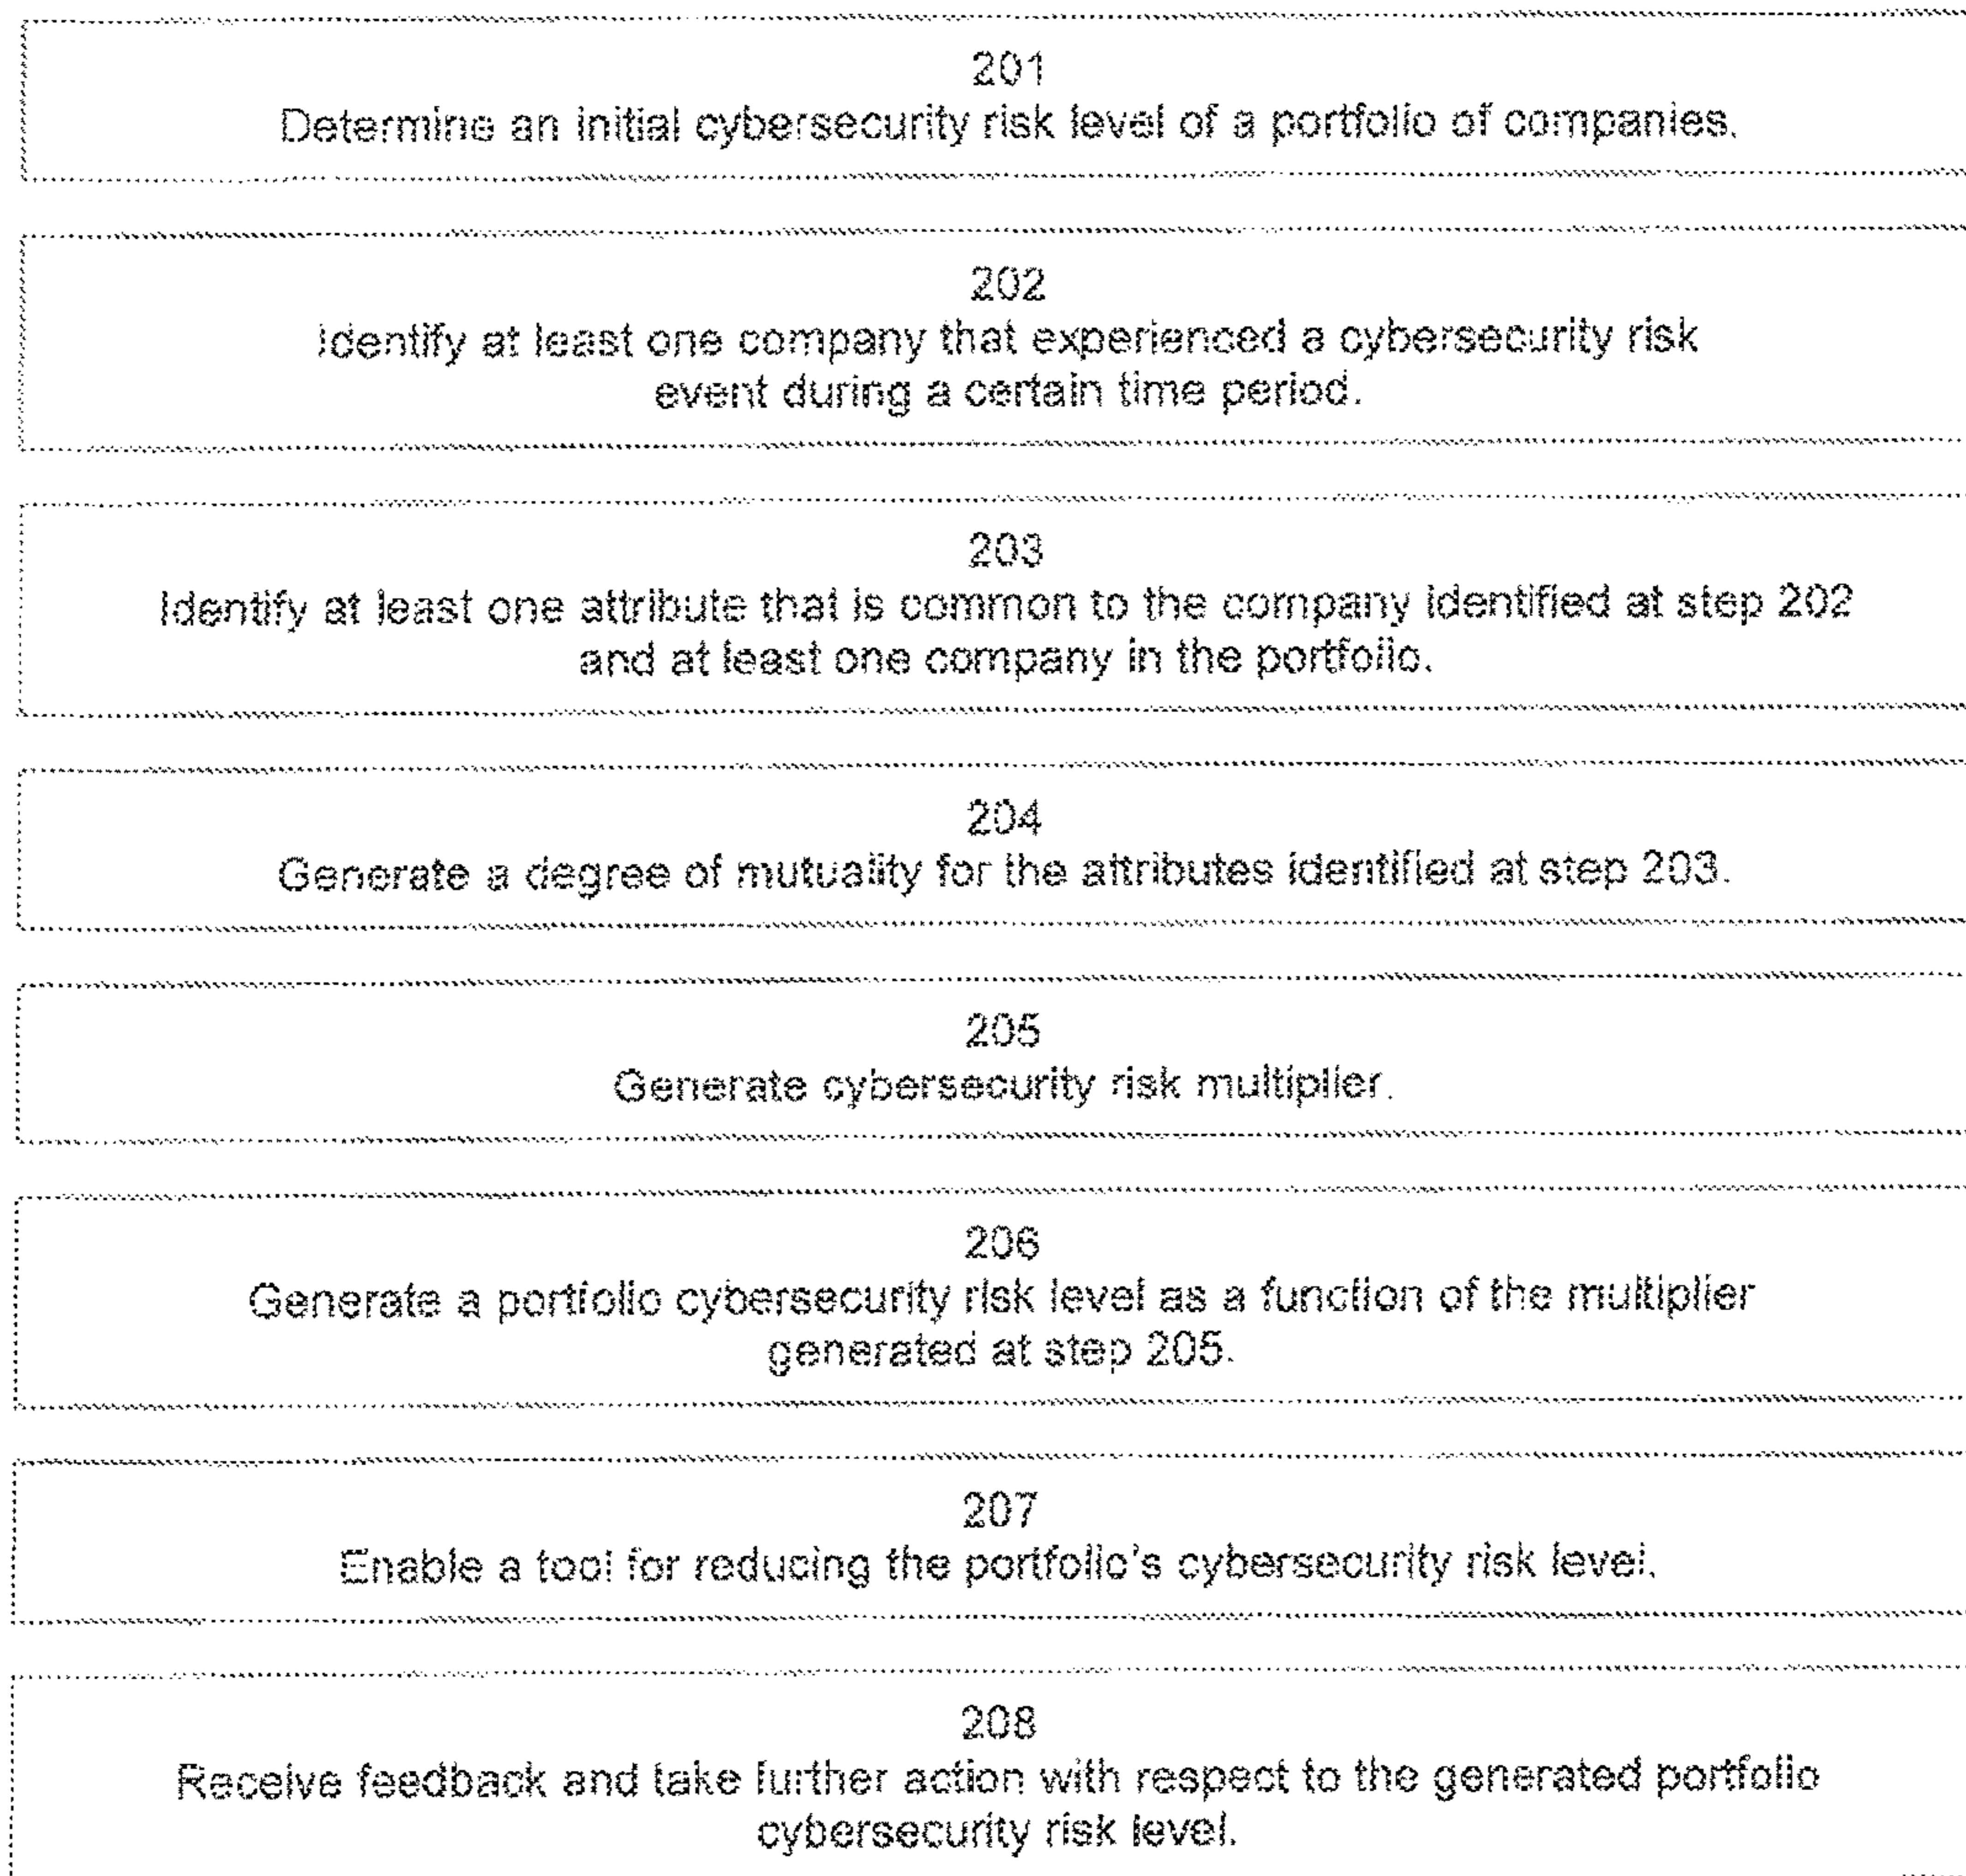 201
Determine an initial cybersecurity risk level of a portfolio of companies.
202
Identify at least one company that experienced a cybersecurity risk
event during a certain time period.
203
Identify at least one attribute that is common to the company identified at step 202
and at least one company in the portfolio.
204
Generate a degree of mutuality for the attributes identified at step 203.
205
Generate cybersecurity risk multiplier.
206
Generate a portfolio cybersecurity risk level as a function of the multiplier
generated at step 205.
207
Enable a tool for reducing the portfolio's cybersecurity risk level.
208
Receive feedback and take further action with respect to the generated portfolio
cybersecurity risk level.